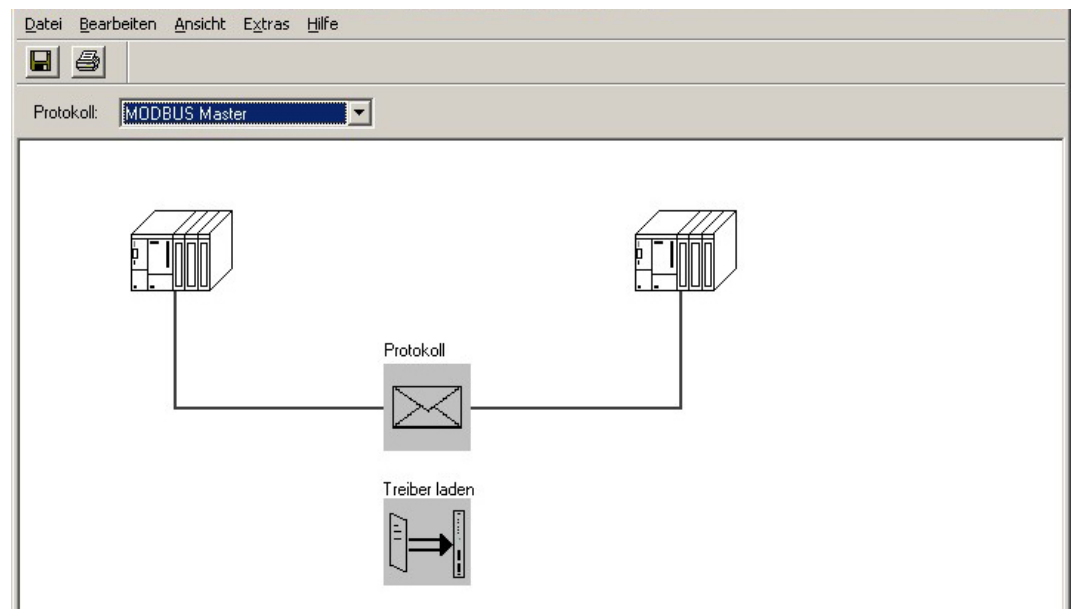 Datei Bearbeiten Ansicht Extras Hilfe
Protokoll: MODBUS Master
Protokoll
Treiber laden